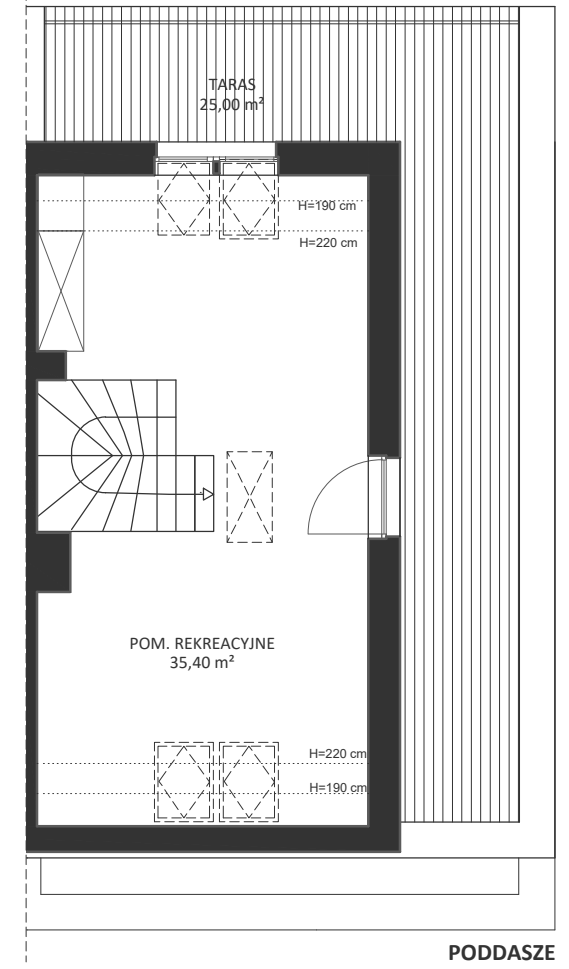 TARAS
25,00 m²
H=190 cm
H=220 cm
POM. REKREACYJNE
35,40 m²
H=220 cm
H=190 cm
PODDASZE